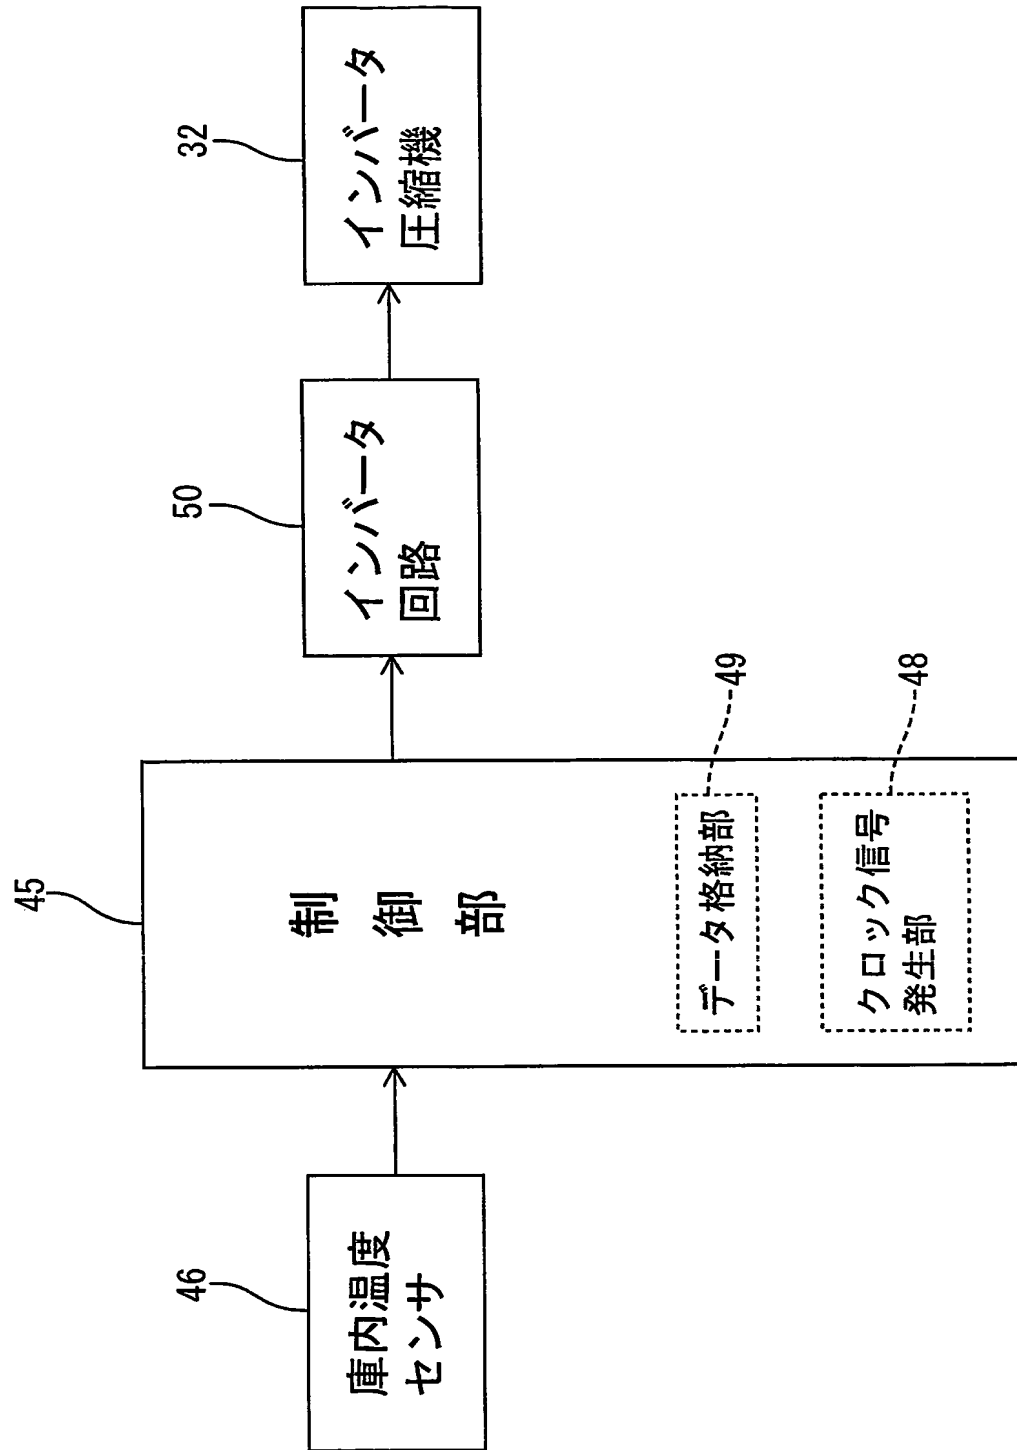 46
庫内温度
センサ
45
制
御
部
データ格納部
49
クロック信号
発生部
48
50
インバータ
回路
32
インバータ
圧縮機